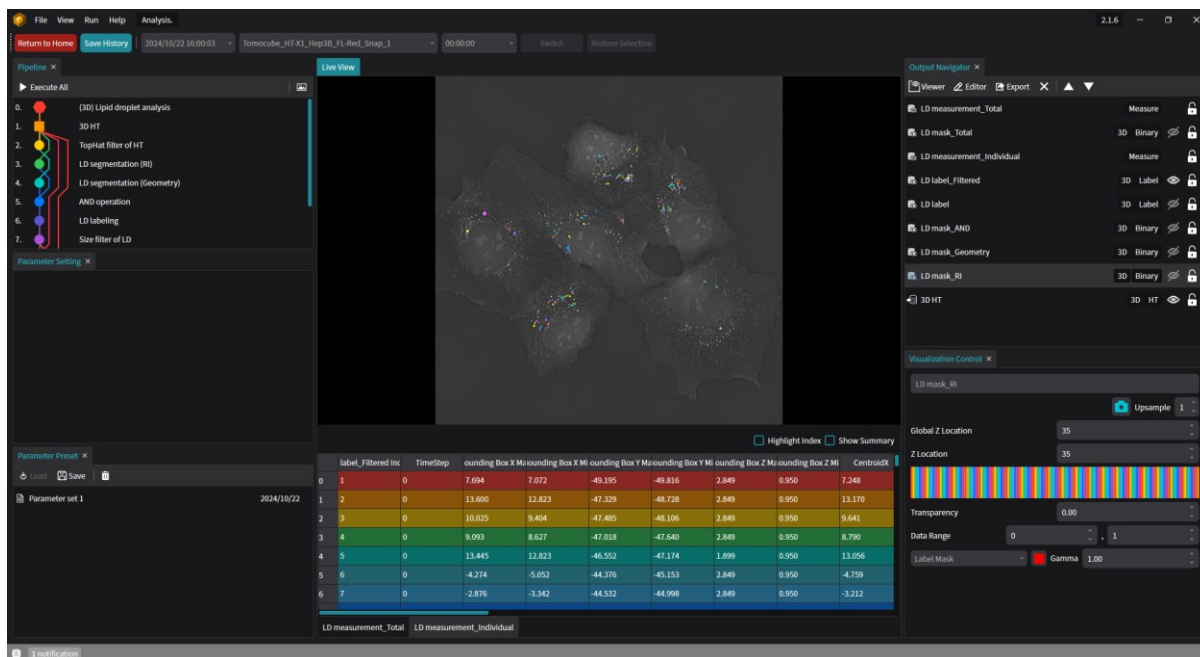 File View Run Help Analysis. 2.1.6
Return to Home Save History 2024/10/22 16:00:03 Tomocube_HT-X1_Hep3B_FL-Red_Snap_1 00:00:00 Switch Restore Selection
Pipeline
Execute All
0. (3D) Lipid droplet analysis
1. 3D HT
2. TopHat filter of HT
3. LD segmentation (RI)
4. LD segmentation (Geometry)
5. AND operation
6. LD labeling
7. Size filter of LD
Parameter Setting
Parameter Preset
Load Save
Parameter set 1 2024/10/22
Live View
Highlight Index Show Summary
label_Filtered Inc TimeStep ounding Box X Ma ounding Box X Mi ounding Box Y Ma ounding Box Y Mi ounding Box Z Ma ounding Box Z Mi CentroidX
0 1 0 7.694 7.072 -49.195 -49.816 2.849 0.950 7.248
1 2 0 13.600 12.823 -47.329 -48.728 2.849 0.950 13.170
2 3 0 10.025 9.404 -47.485 -48.106 2.849 0.950 9.641
3 4 0 9.093 8.627 -47.018 -47.640 2.849 0.950 8.790
4 5 0 13.445 12.823 -46.552 -47.174 1.899 0.950 13.056
5 6 0 -4.274 -5.052 -44.376 -45.153 2.849 0.950 -4.759
6 7 0 -2.876 -3.342 -44.532 -44.998 2.849 0.950 -3.212
LD measurement_Total LD measurement_Individual
Output Navigator
Viewer Editor Export
LD measurement_Total Measure
LD mask_Total 3D Binary
LD measurement_Individual Measure
LD label_Filtered 3D Label
LD label 3D Label
LD mask_AND 3D Binary
LD mask_Geometry 3D Binary
LD mask_RI 3D Binary
3D HT 3D HT
Visualization Control
LD mask_RI
Upsample 1
Global Z Location 35
Z Location 35
Transparency 0.00
Data Range 0 , 1
Label Mask Gamma 1.00
1 notification